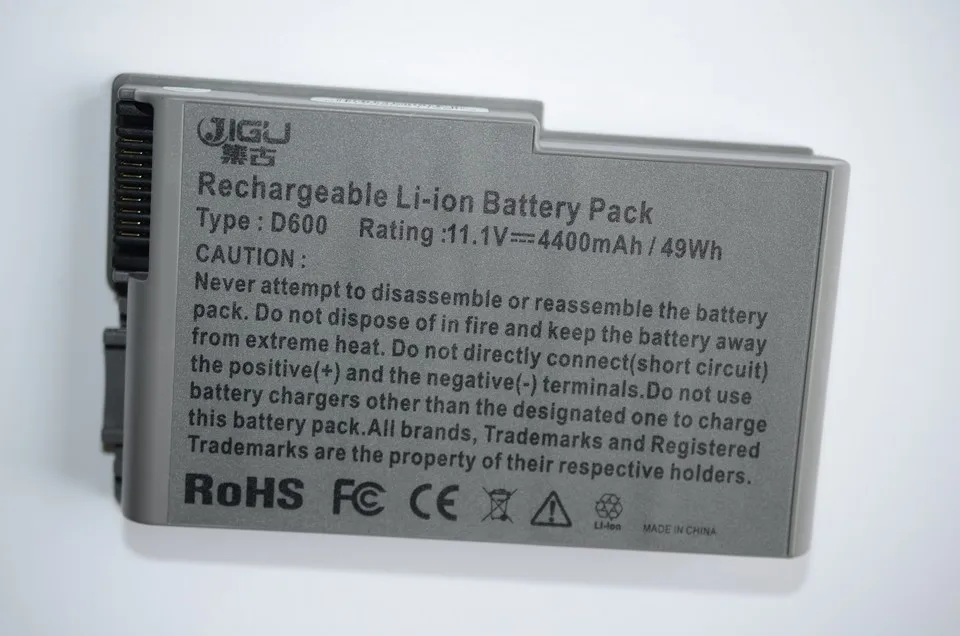 JIGU
集古
Rechargeable Li-ion Battery Pack
Type : D600 Rating :11.1V⎓4400mAh / 49Wh
CAUTION :
Never attempt to disassemble or reassemble the battery
pack. Do not dispose of in fire and keep the battery away
from extreme heat. Do not directly connect(short circuit)
the positive(+) and the negative(-) terminals.Do not use
battery chargers other than the designated one to charge
this battery pack.All brands, Trademarks and Registered
Trademarks are the property of their respective holders.
RoHS FC CE Li-Ion MADE IN CHINA